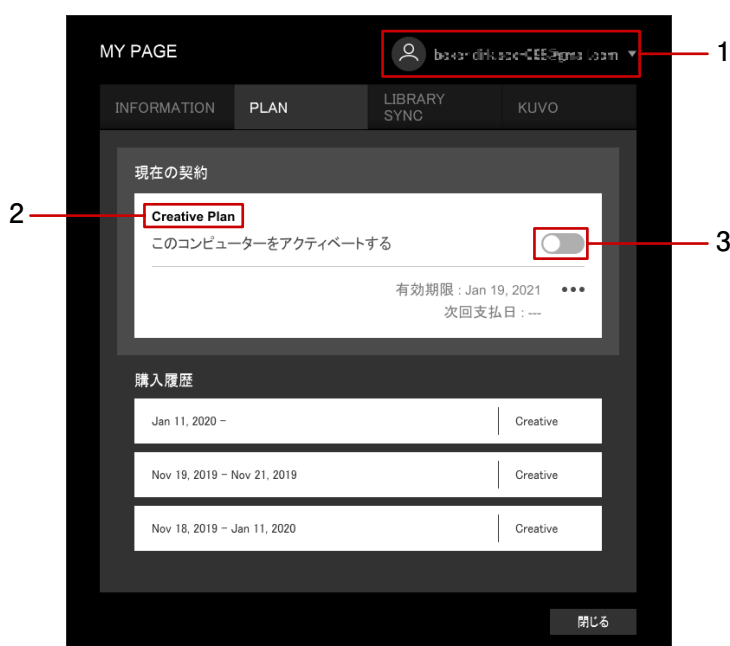 MY PAGE
1
INFORMATION
PLAN
LIBRARY
SYNC
KUVO
現在の契約
2
Creative Plan
このコンピューターをアクティベートする
3
有効期限 : Jan 19, 2021 •••
次回支払日 : ---
購入履歴
Jan 11, 2020 - Creative
Nov 19, 2019 - Nov 21, 2019 Creative
Nov 18, 2019 - Jan 11, 2020 Creative
閉じる